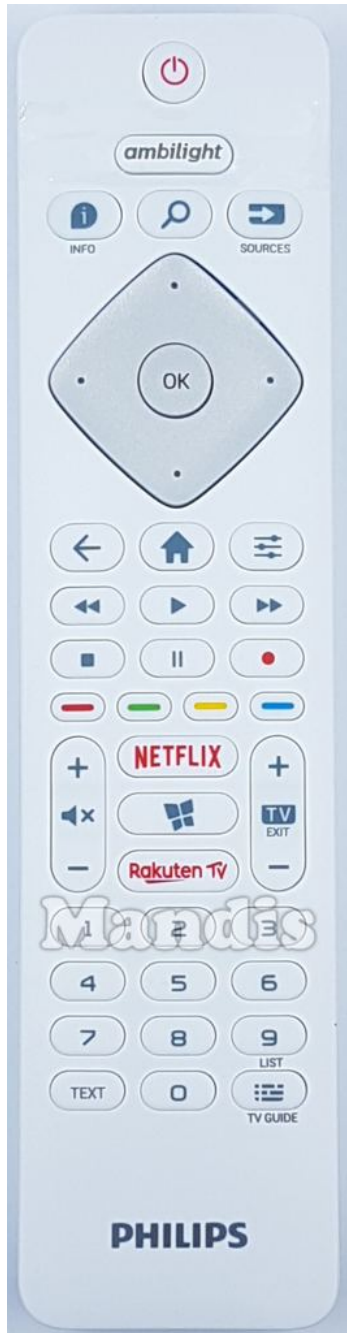 ambilight
INFO
SOURCES
OK
NETFLIX
TV
EXIT
Rakuten TV
1 2 3
Mandis
4 5 6
7 8 9
LIST
TEXT 0
TV GUIDE
PHILIPS